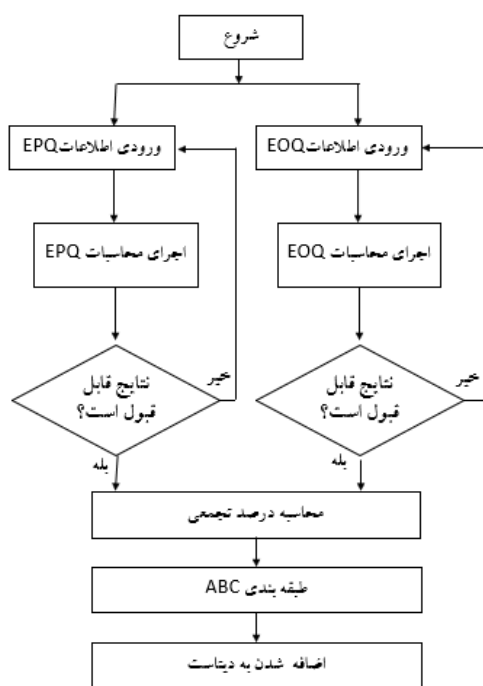 شروع
ورودی اطلاعاتEOQ
ورودی اطلاعاتEPQ
اجرای محاسبات EOQ
اجرای محاسبات EPQ
نتایج قابل
قبول است؟
خیر
بله
نتایج قابل
قبول است؟
خیر
بله
محاسبه درصد تجمعی
طبقه بندی ABC
اضافه شدن به دیتاست